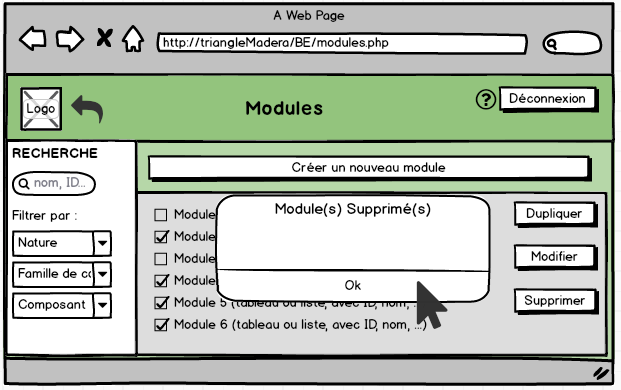 A Web Page
http://triangleMadera/BE/modules.php
Logo
Modules
?
Déconnexion
RECHERCHE
nom, ID...
Filtrer par :
Nature
Famille de c
Composant
Créer un nouveau module
Module
Module
Module
Module
Module 5 (tableau ou liste, avec ID, nom, ...)
Module 6 (tableau ou liste, avec ID, nom, ...)
Module(s) Supprimé(s)
Ok
Dupliquer
Modifier
Supprimer